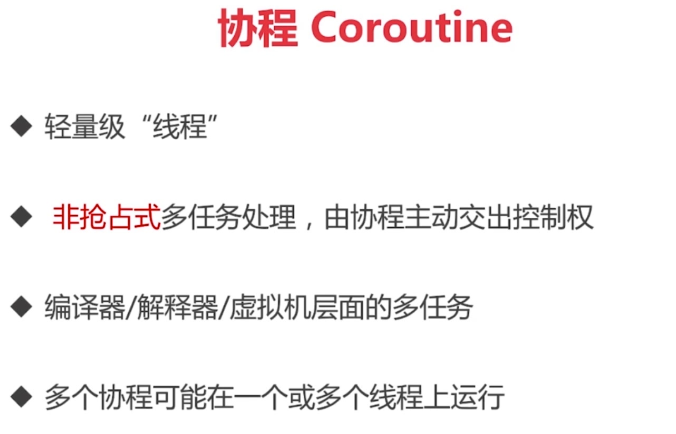 协程 Coroutine
◆ 轻量级“线程”
◆ 非抢占式多任务处理，由协程主动交出控制权
◆ 编译器/解释器/虚拟机层面的多任务
◆ 多个协程可能在一个或多个线程上运行